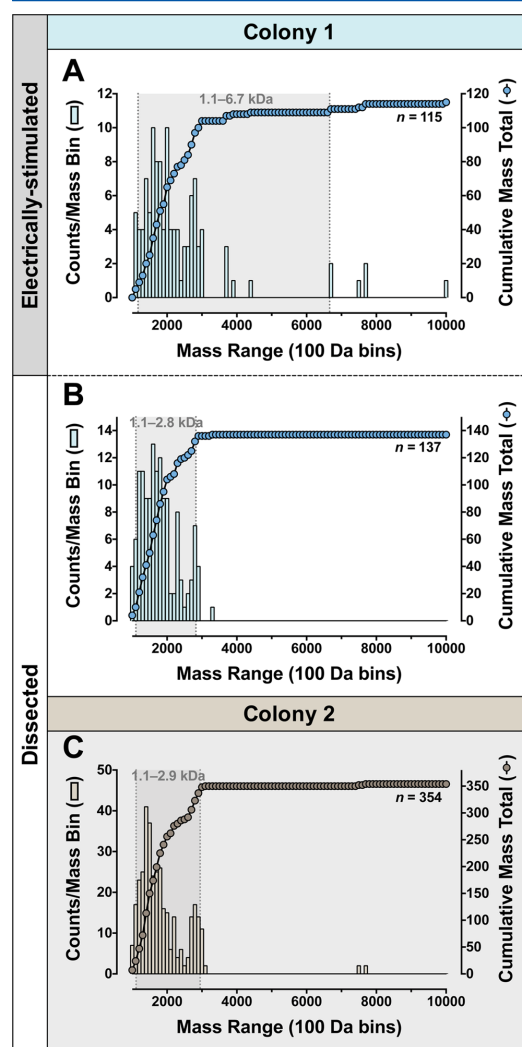 Colony 1
Electrically-stimulated
A
1.1–6.7 kDa
n = 115
Counts/Mass Bin ( )
12
10
8
6
4
2
0
Cumulative Mass Total ( )
120
100
80
60
40
20
0
2000 4000 6000 8000 10000
Mass Range (100 Da bins)
Dissected
B
1.1–2.8 kDa
n = 137
Counts/Mass Bin ( )
14
12
10
8
6
4
2
0
Cumulative Mass Total ( )
140
120
100
80
60
40
20
0
2000 4000 6000 8000 10000
Mass Range (100 Da bins)
Colony 2
C
1.1–2.9 kDa
n = 354
Counts/Mass Bin ( )
50
40
30
20
10
0
Cumulative Mass Total ( )
350
300
250
200
150
100
50
0
2000 4000 6000 8000 10000
Mass Range (100 Da bins)